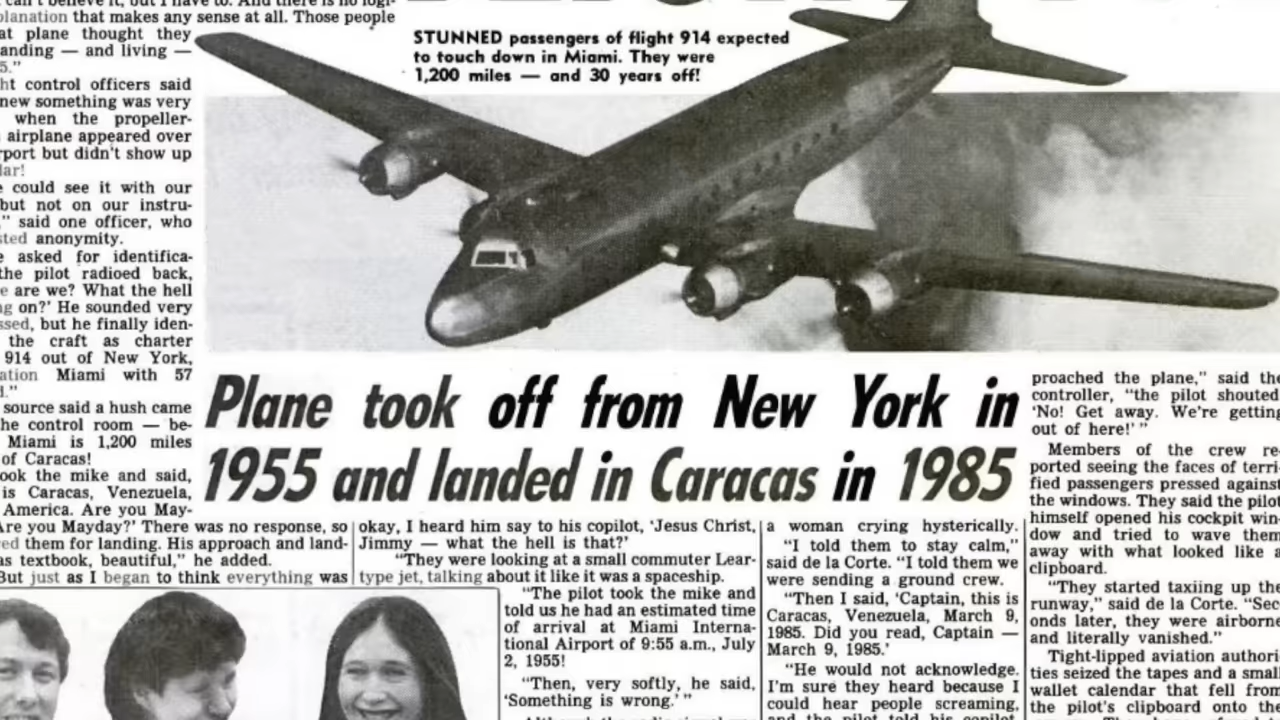 can't believe it, but I have to. And there is no logi-
planation that makes any sense at all. Those people
at plane thought they
anding — and living —
5."
ht control officers said
new something was very
when the propeller-
airplane appeared over
rport but didn't show up
lar!
e could see it with our
but not on our instru-
," said one officer, who
sted anonymity.
e asked for identifica-
the pilot radioed back,
e are we? What the hell
ng on?' He sounded very
ssed, but he finally iden-
the craft as charter
914 out of New York,
ation Miami with 57
d."
source said a hush came
he control room — be-
Miami is 1,200 miles
of Caracas!
ook the mike and said,
is Caracas, Venezuela,
America. Are you May-
Are you Mayday?' There was no response, so
ed them for landing. His approach and land-
as textbook, beautiful," he added.
But just as I began to think everything was
STUNNED passengers of flight 914 expected
to touch down in Miami. They were
1,200 miles — and 30 years off!
Plane took off from New York in
1955 and landed in Caracas in 1985
okay, I heard him say to his copilot, 'Jesus Christ,
Jimmy — what the hell is that?'
"They were looking at a small commuter Lear-
type jet, talking about it like it was a spaceship.
"The pilot took the mike and
told us he had an estimated time
of arrival at Miami Interna-
tional Airport of 9:55 a.m., July
2, 1955!
"Then, very softly, he said,
'Something is wrong.'"
a woman crying hysterically.
"I told them to stay calm,"
said de la Corte. "I told them we
were sending a ground crew.
"Then I said, 'Captain, this is
Caracas, Venezuela, March 9,
1985. Did you read, Captain —
March 9, 1985.'
"He would not acknowledge.
I'm sure they heard because I
could hear people screaming,
and the pilot told his copilot
proached the plane," said the
controller, "the pilot shouted
'No! Get away. We're getting
out of here!'"
Members of the crew re-
ported seeing the faces of terri-
fied passengers pressed against
the windows. They said the pilot
himself opened his cockpit win-
dow and tried to wave them
away with what looked like a
clipboard.
"They started taxiing up the
runway," said de la Corte. "Sec-
onds later, they were airborne
and literally vanished."
Tight-lipped aviation authori-
ties seized the tapes and a small
wallet calendar that fell from
the pilot's clipboard onto the